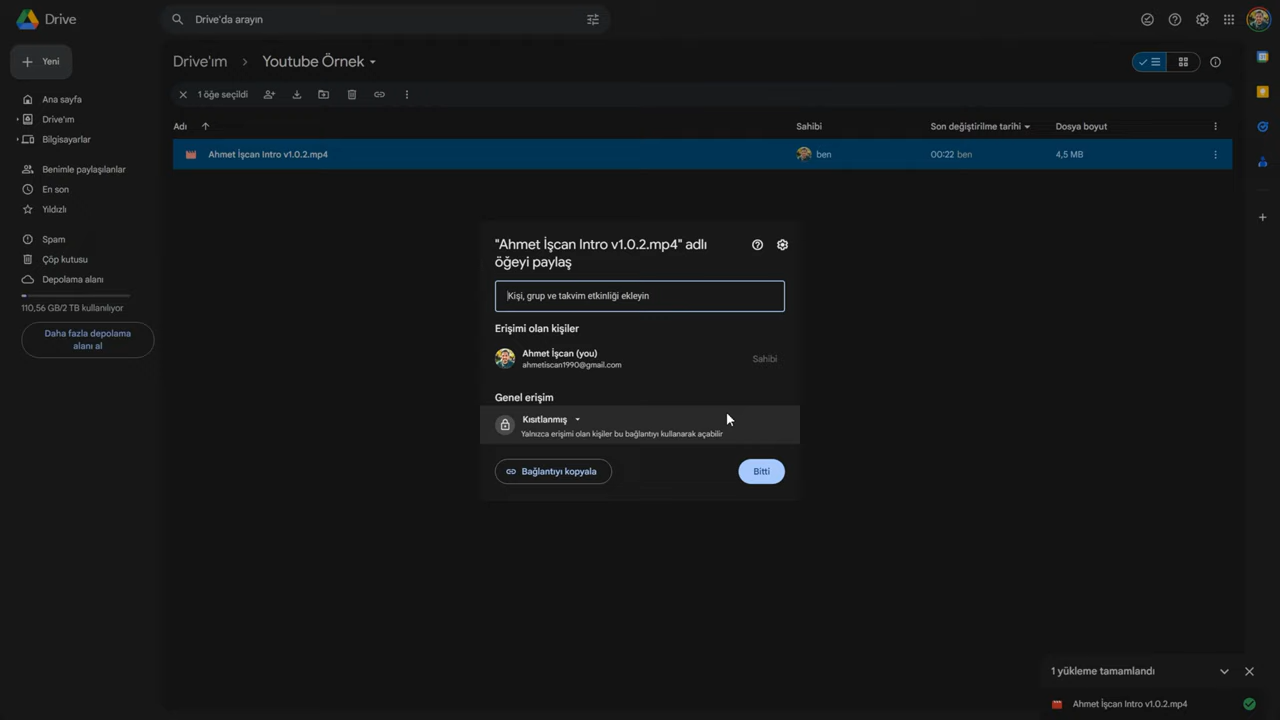 Drive
Drive'da arayın
Yeni
Drive'ım
Youtube Örnek
1 öğe seçildi
Ana sayfa
Drive'ım
Bilgisayarlar
Benimle paylaşılanlar
En son
Yıldızlı
Spam
Çöp kutusu
Depolama alanı
110,56 GB/2 TB kullanılıyor
Daha fazla depolama
alanı al
Adı
Sahibi
Son değiştirilme tarihi
Dosya boyut
Ahmet İşcan Intro v1.0.2.mp4
ben
00:22 ben
4,5 MB
"Ahmet İşcan Intro v1.0.2.mp4" adlı
öğeyi paylaş
Kişi, grup ve takvim etkinliği ekleyin
Erişimi olan kişiler
Ahmet İşcan (you)
ahmetiscan1990@gmail.com
Sahibi
Genel erişim
Kısıtlanmış
Yalnızca erişimi olan kişiler bu bağlantıyı kullanarak açabilir
Bağlantıyı kopyala
Bitti
1 yükleme tamamlandı
Ahmet İşcan Intro v1.0.2.mp4